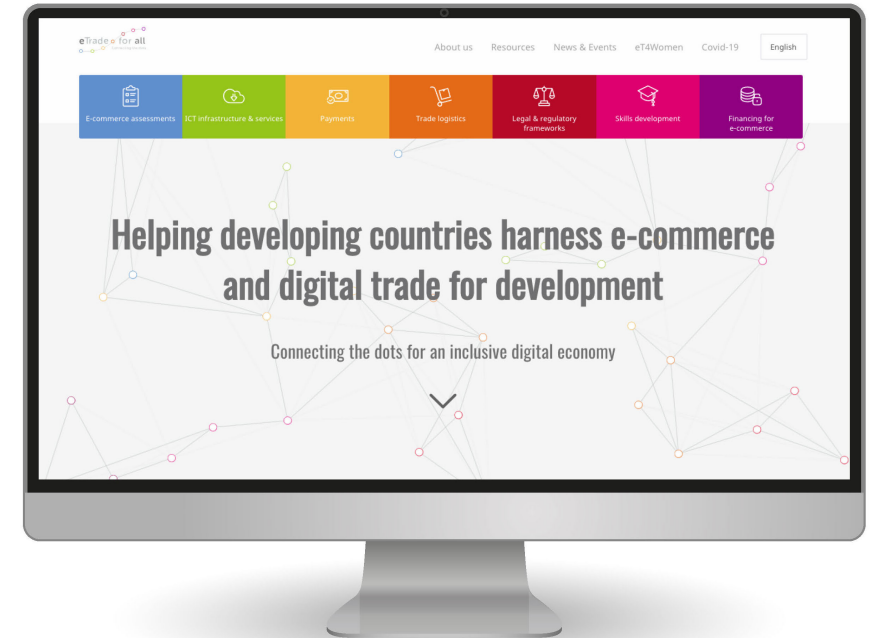 eTrade for all
About us
Resources
News & Events
eT4Women
Covid-19
English
E-commerce assessments
ICT infrastructure & services
Payments
Trade logistics
Legal & regulatory
frameworks
Skills development
Financing for
e-commerce
Helping developing countries harness e-commerce
and digital trade for development
Connecting the dots for an inclusive digital economy